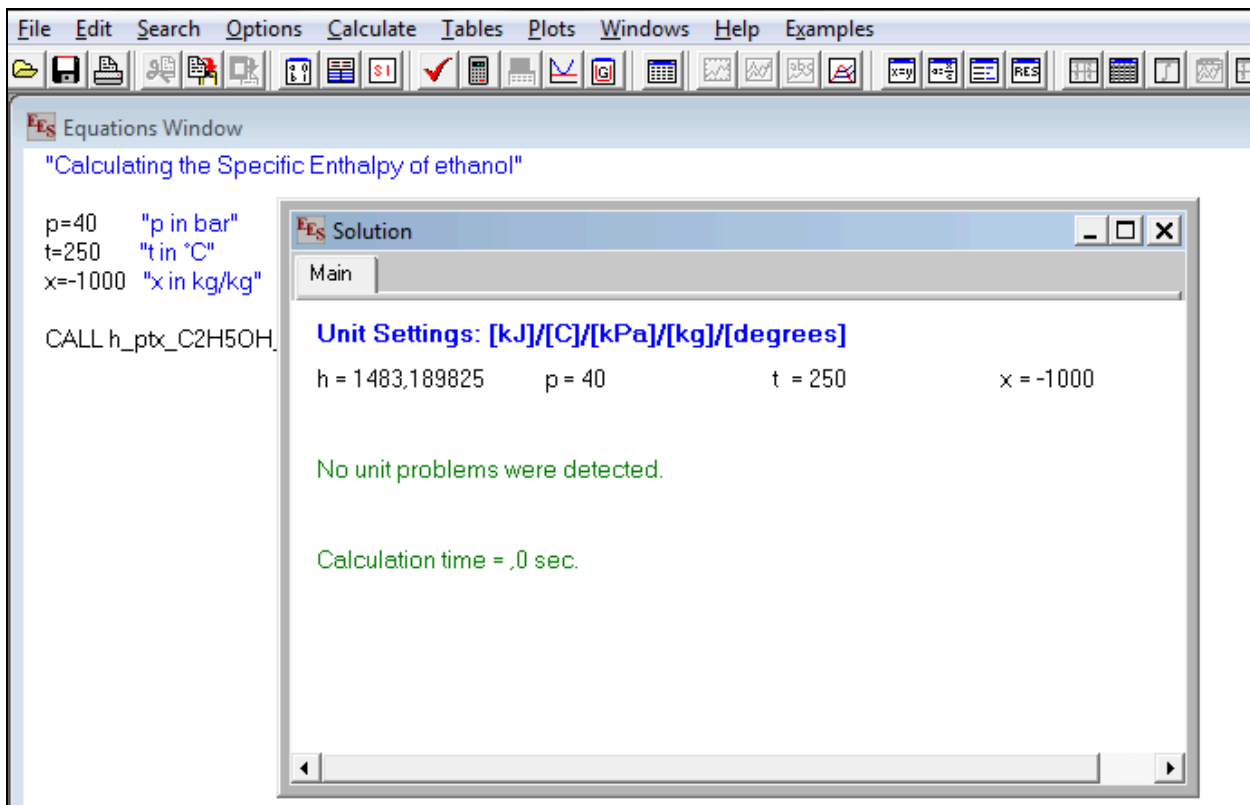 File Edit Search Options Calculate Tables Plots Windows Help Examples
EES Equations Window
"Calculating the Specific Enthalpy of ethanol"
p=40 "p in bar"
t=250 "t in °C"
x=-1000 "x in kg/kg"
CALL h_ptx_C2H5OH_
EES Solution
Main
Unit Settings: [kJ]/[C]/[kPa]/[kg]/[degrees]
h = 1483,189825 p = 40 t = 250 x = -1000
No unit problems were detected.
Calculation time = ,0 sec.